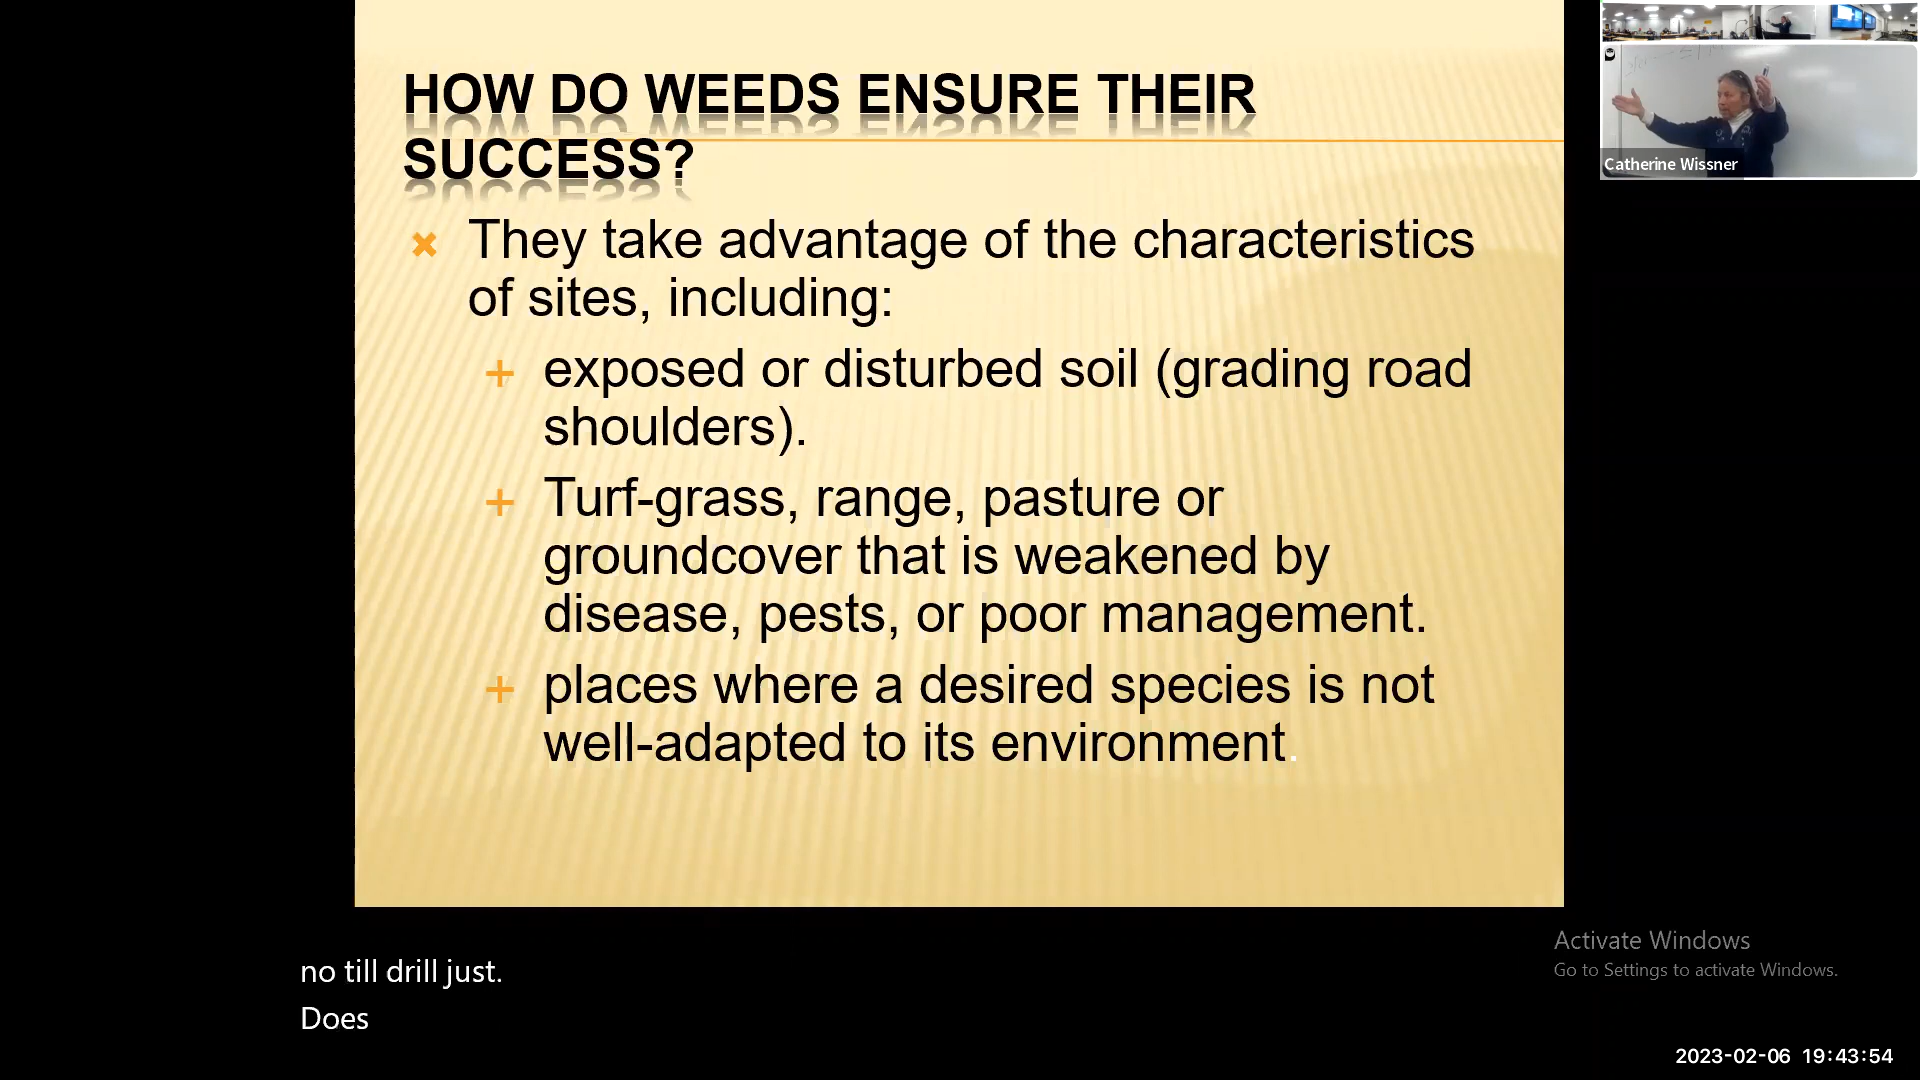 HOW DO WEEDS ENSURE THEIR
SUCCESS?
They take advantage of the characteristics
of sites, including:
exposed or disturbed soil (grading road
shoulders).
Turf-grass, range, pasture or
groundcover that is weakened by
disease, pests, or poor management.
places where a desired species is not
well-adapted to its environment.
Catherine Wissner
no till drill just.
Does
Activate Windows
Go to Settings to activate Windows.
2023-02-06 19:43:54